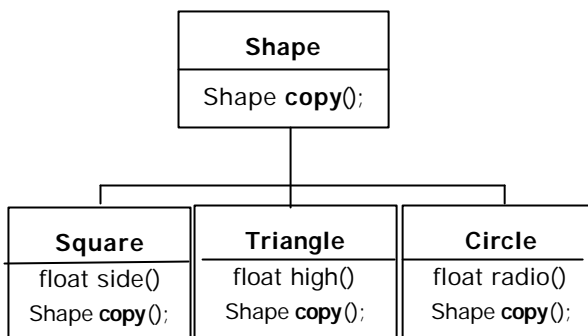 Shape
Shape copy();
Square
float side()
Shape copy();
Triangle
float high()
Shape copy();
Circle
float radio()
Shape copy();